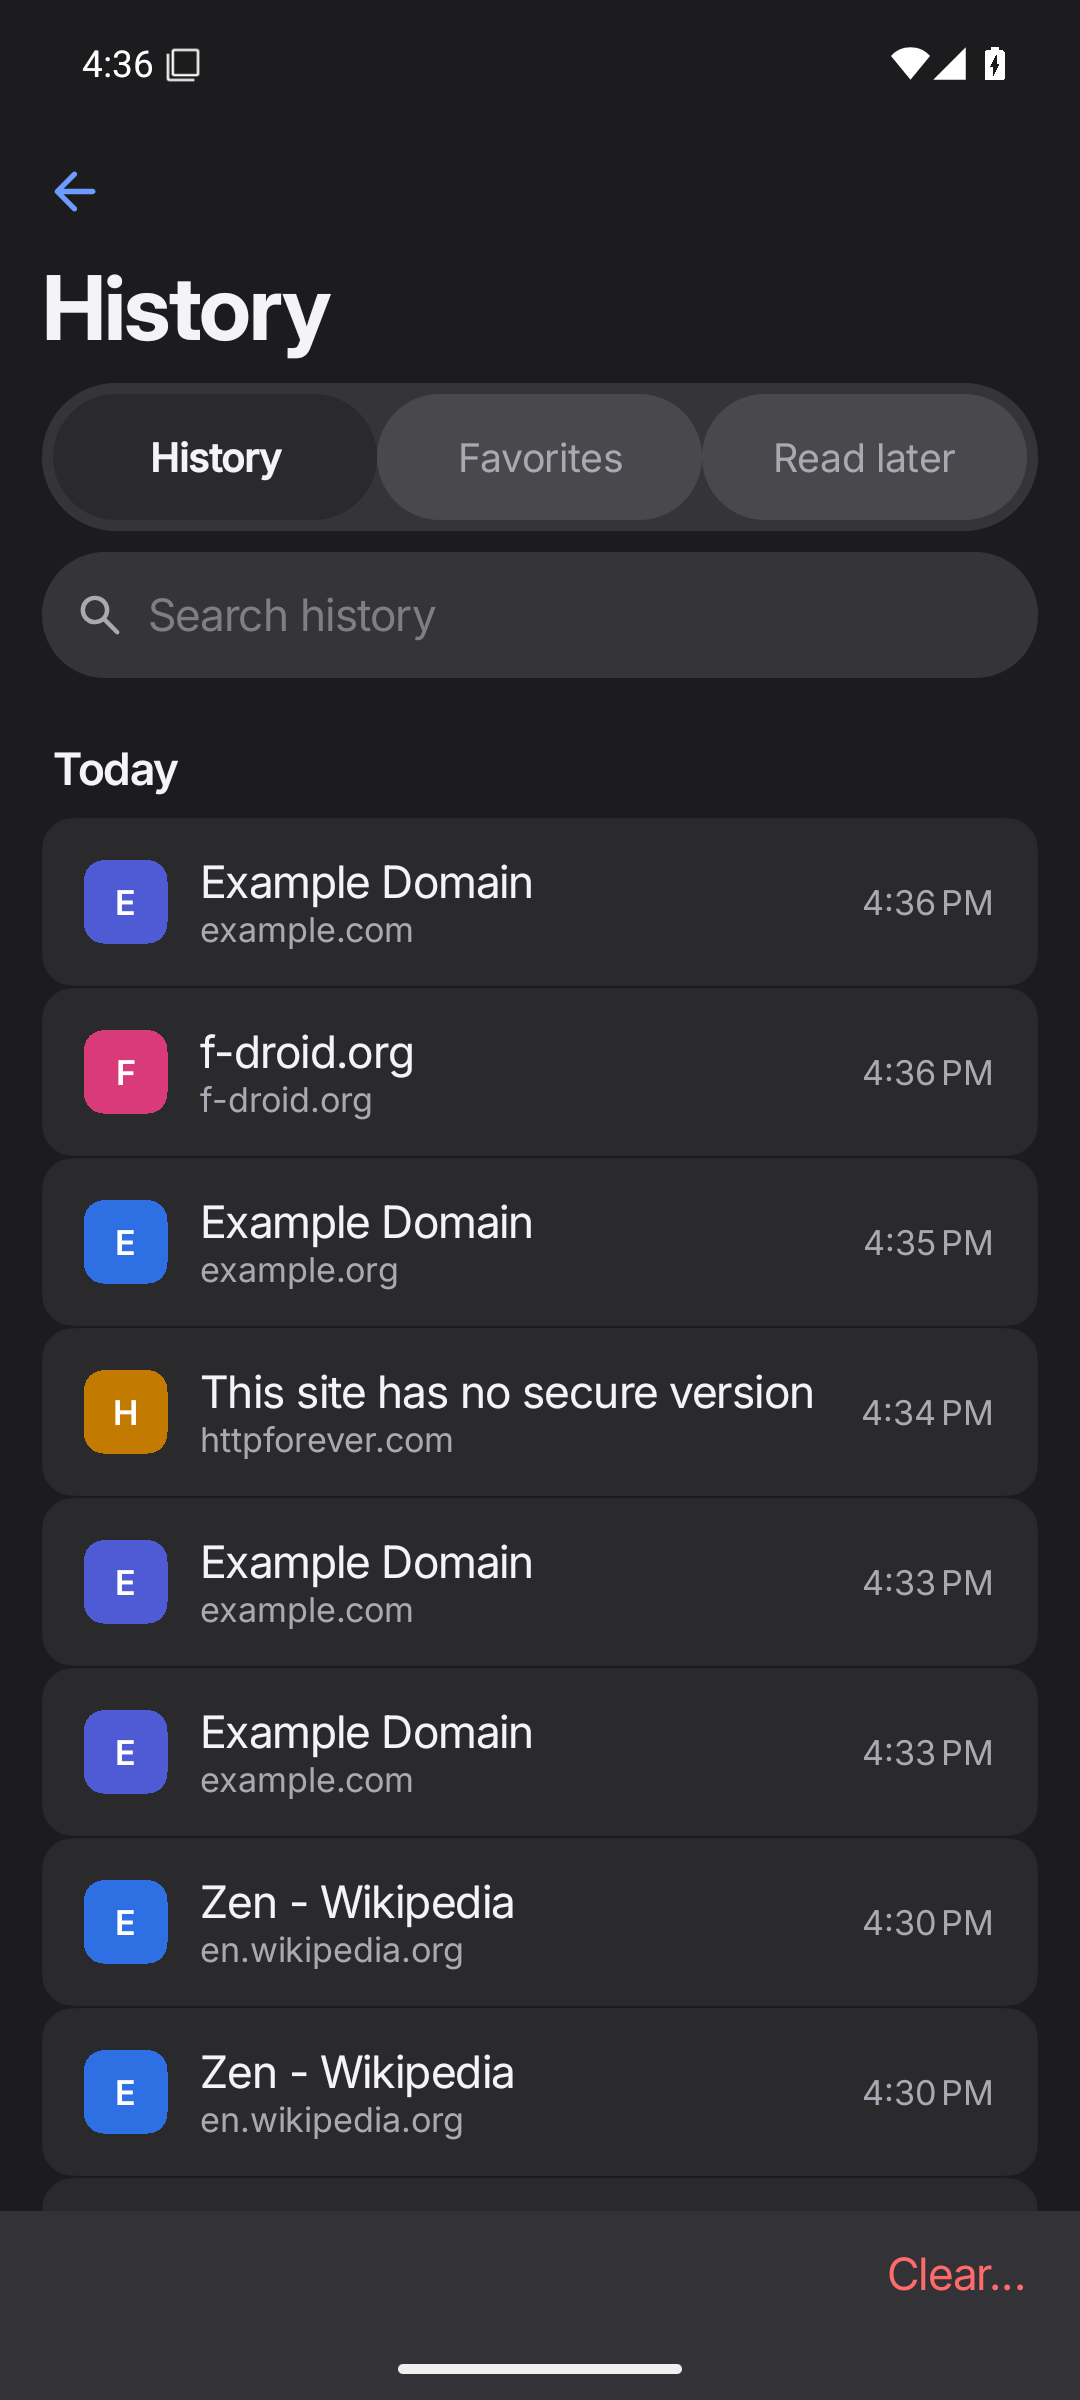 4:36
History
History Favorites Read later
Search history
Today
E Example Domain
example.com
4:36 PM
F f-droid.org
f-droid.org
4:36 PM
E Example Domain
example.org
4:35 PM
H This site has no secure version
httpforever.com
4:34 PM
E Example Domain
example.com
4:33 PM
E Example Domain
example.com
4:33 PM
E Zen - Wikipedia
en.wikipedia.org
4:30 PM
E Zen - Wikipedia
en.wikipedia.org
4:30 PM
Clear...